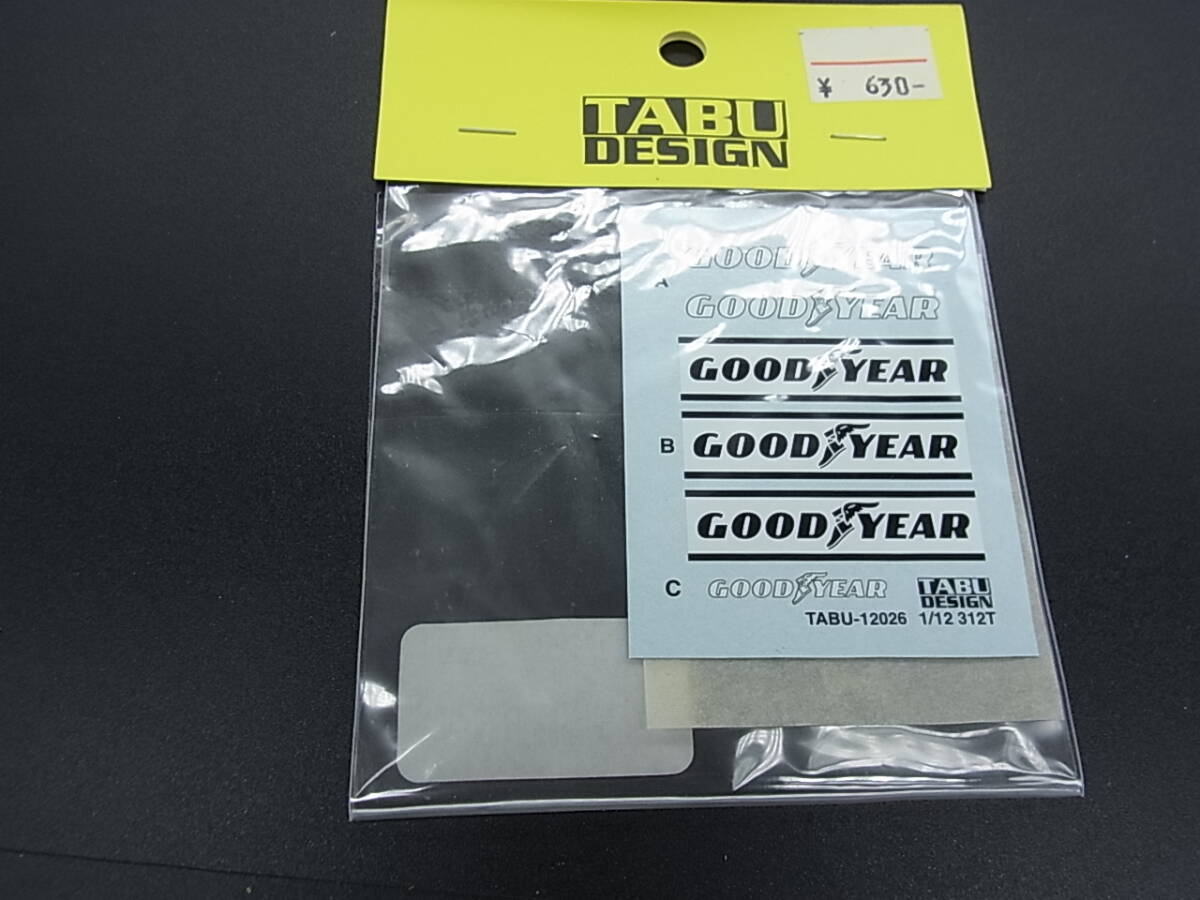 ¥ 630-
TABU
DESIGN
GOODYEAR
A
GOODYEAR
GOODYEAR
B
GOODYEAR
GOODYEAR
C
GOODYEAR
TABU
DESIGN
TABU-12026 1/12 312T